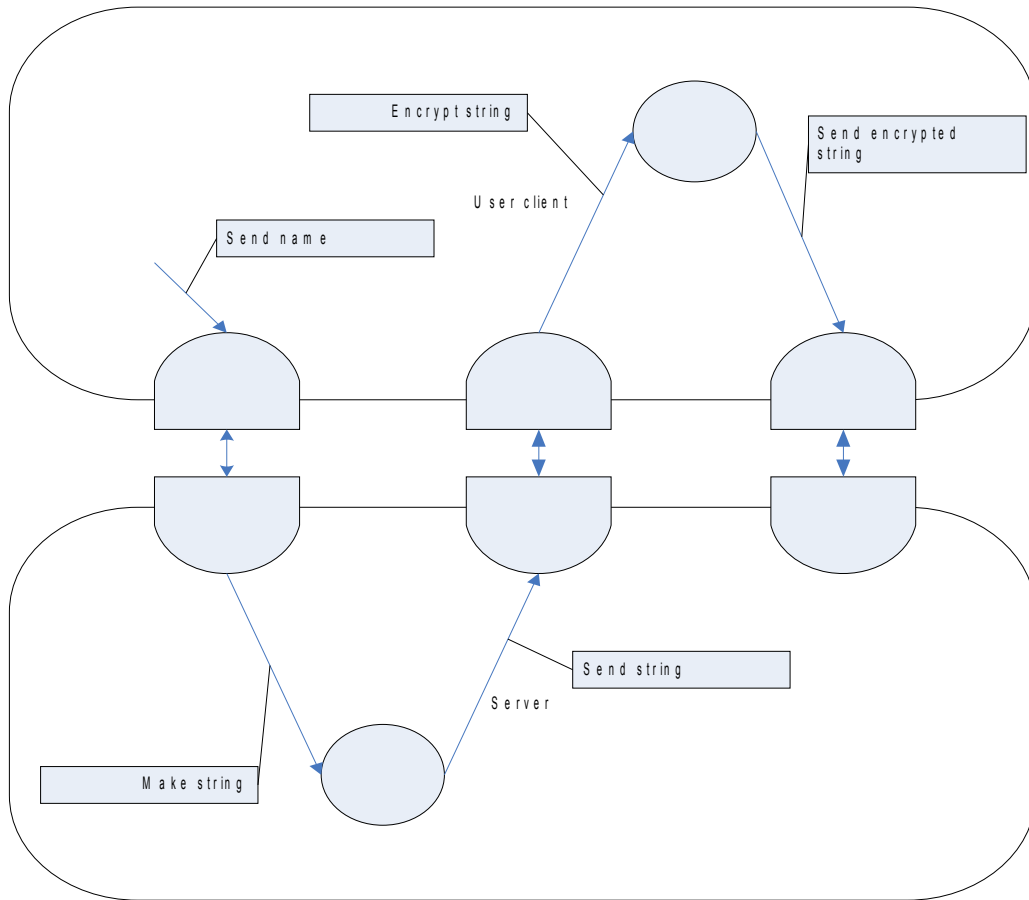 Encrypt string
Send encrypted
string
User client
Send name
Send string
Server
Make string